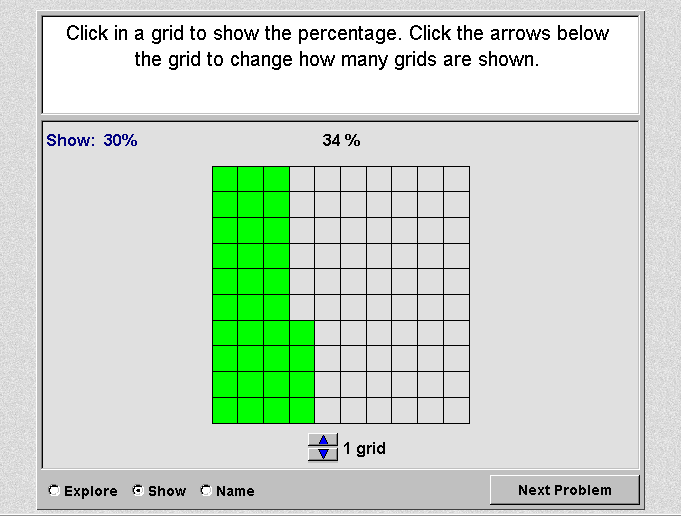 Click in a grid to show the percentage. Click the arrows below
the grid to change how many grids are shown.
Show: 30%
34 %
1 grid
Explore
Show
Name
Next Problem